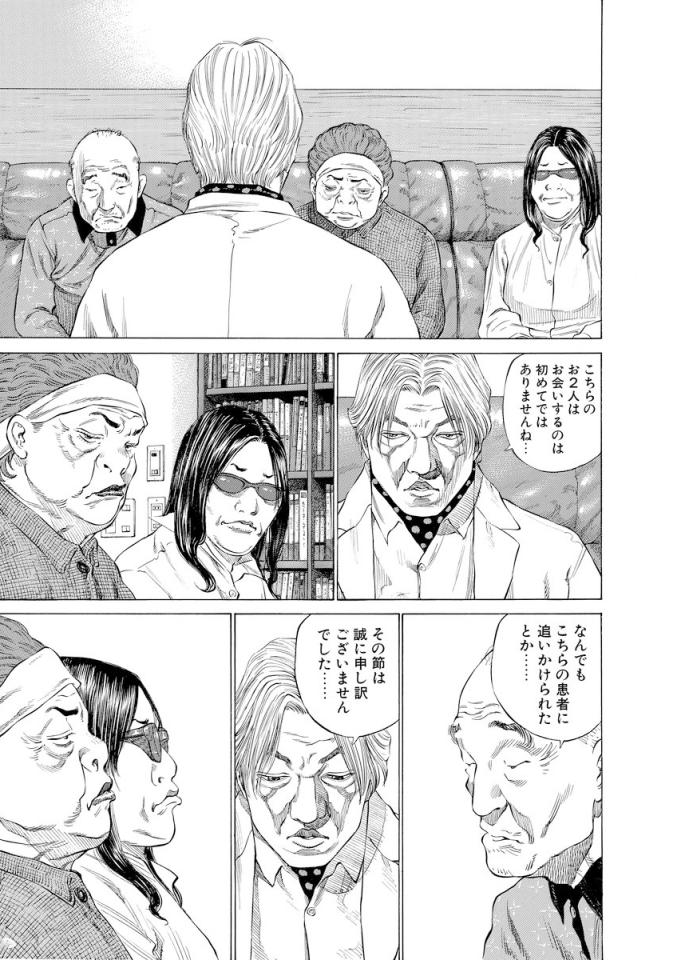 こちらの
お２人は
お会いするのは
初めてでは
ありませんね…
なんでも
こちらの患者に
追いかけられた
とか……
その節は
誠に申し訳
ございません
でした……